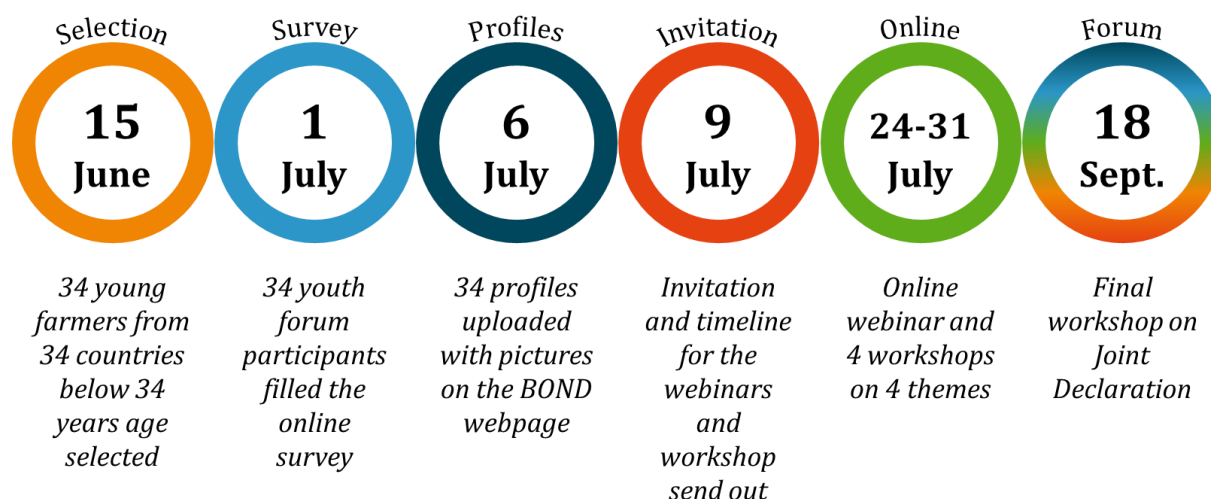 Selection
15
June
34 young
farmers from
34 countries
below 34
years age
selected
Survey
1
July
34 youth
forum
participants
filled the
online
survey
Profiles
6
July
34 profiles
uploaded
with pictures
on the BOND
webpage
Invitation
9
July
Invitation
and timeline
for the
webinars
and
workshop
send out
Online
24-31
July
Online
webinar and
4 workshops
on 4 themes
Forum
18
Sept.
Final
workshop on
Joint
Declaration